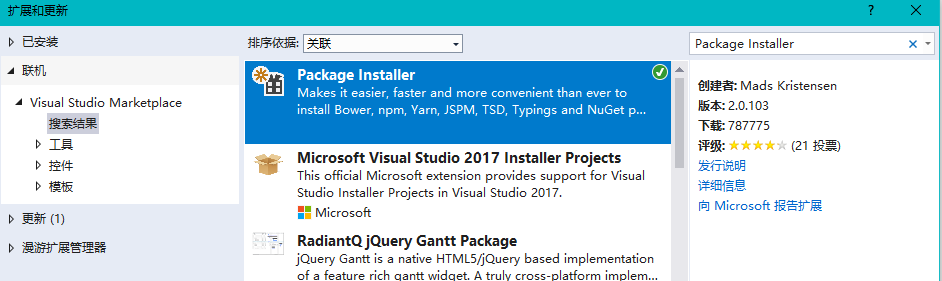 扩展和更新
? ×
已安装
联机
Visual Studio Marketplace
搜索结果
工具
控件
模板
更新 (1)
漫游扩展管理器
排序依据: 关联
Package Installer
Makes it easier, faster and more convenient than ever to
install Bower, npm, Yarn, JSPM, TSD, Typings and NuGet p...
Microsoft Visual Studio 2017 Installer Projects
This official Microsoft extension provides support for Visual
Studio Installer Projects in Visual Studio 2017.
Microsoft
RadiantQ jQuery Gantt Package
jQuery Gantt is a native HTML5/jQuery based implementation
of a feature rich gantt widget. A truly cross-platform implem...
Package Installer
创建者: Mads Kristensen
版本: 2.0.103
下载: 787775
评级: (21 投票)
发行说明
详细信息
向 Microsoft 报告扩展